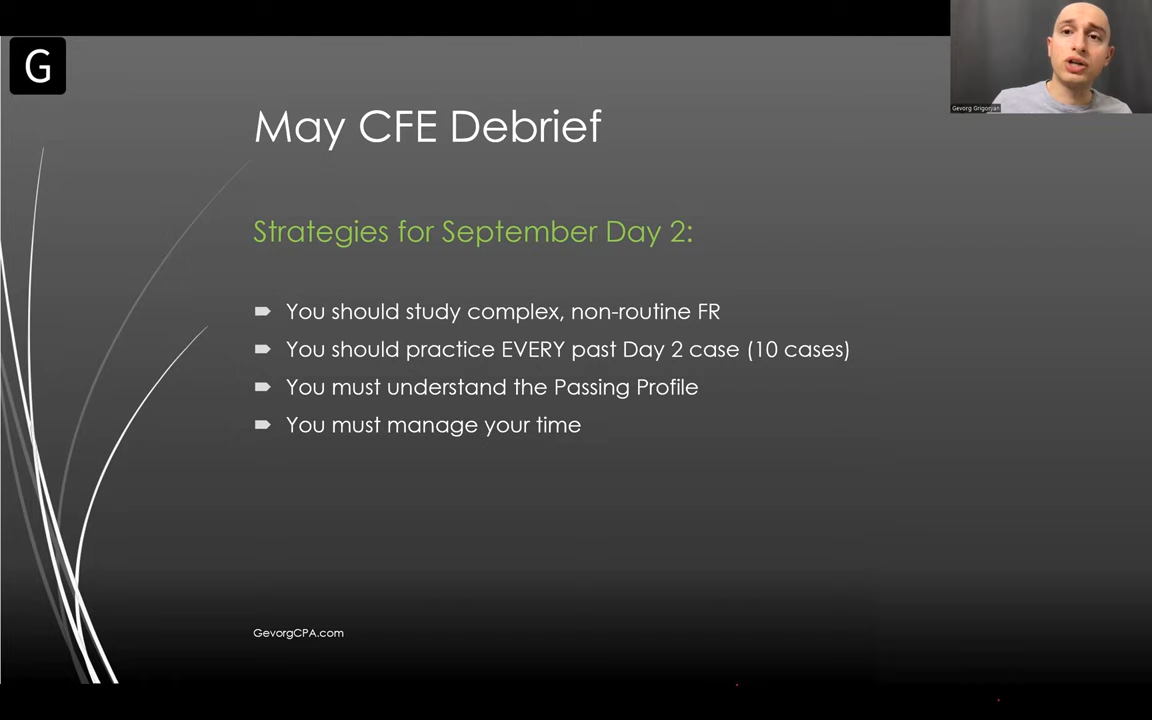 G
Gevorg Grigoryan
May CFE Debrief
Strategies for September Day 2:
You should study complex, non-routine FR
You should practice EVERY past Day 2 case (10 cases)
You must understand the Passing Profile
You must manage your time
GevorgCPA.com